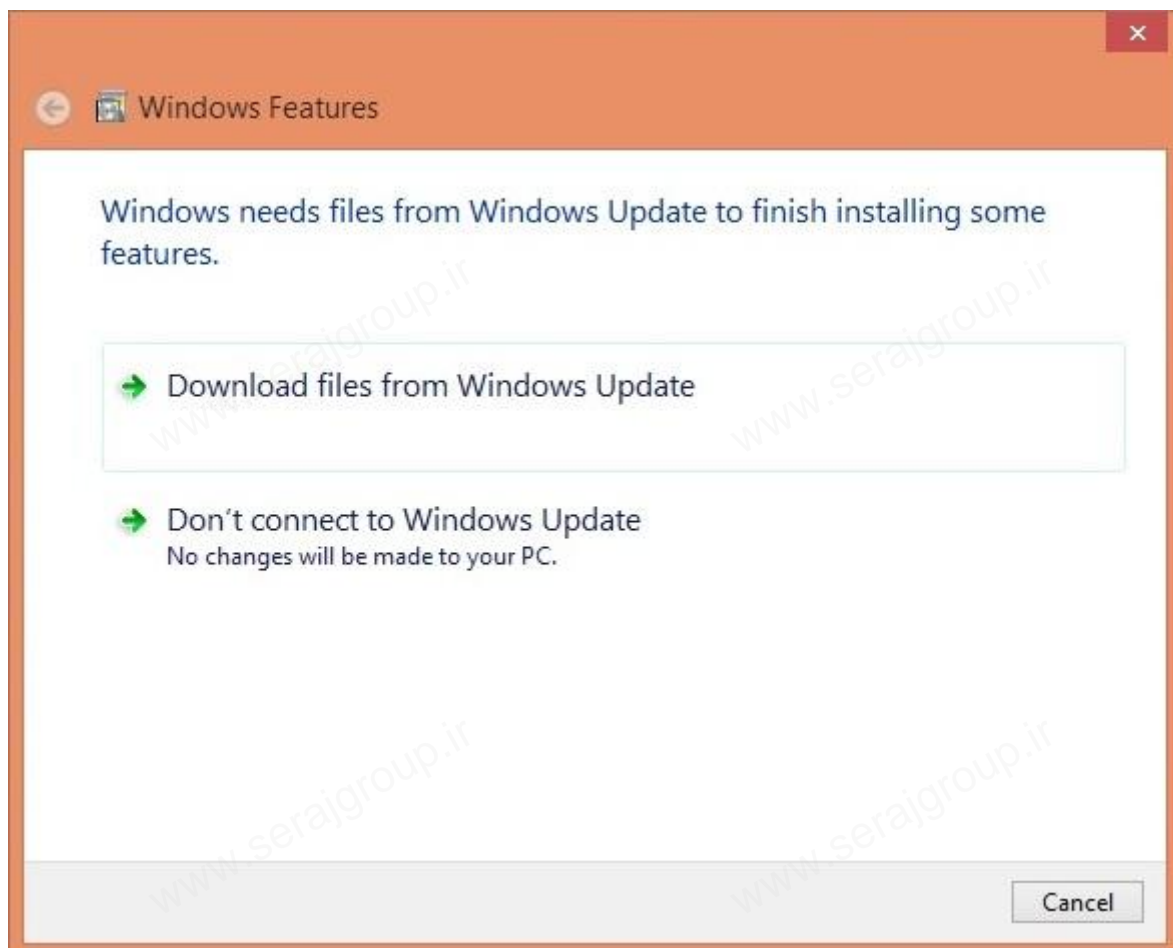 Windows Features
Windows needs files from Windows Update to finish installing some
features.
Download files from Windows Update
Don't connect to Windows Update
No changes will be made to your PC.
Cancel
www.serajgroup.ir
www.serajgroup.ir
www.serajgroup.ir
www.serajgroup.ir